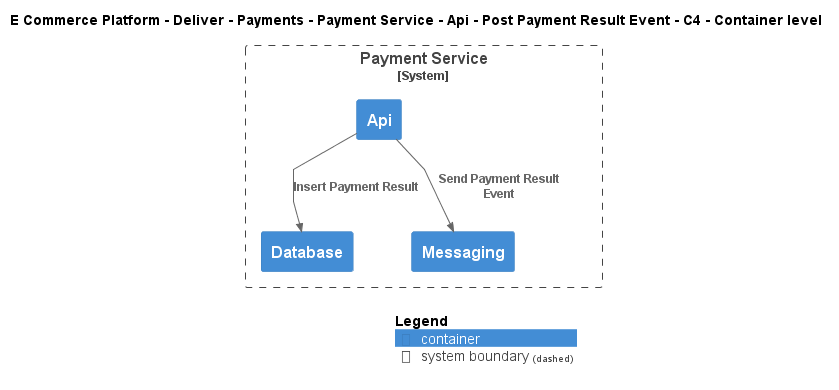 E Commerce Platform - Deliver - Payments - Payment Service - Api - Post Payment Result Event - C4 - Container level
Payment Service
[System]
Api
Insert Payment Result
Send Payment Result
Event
Database
Messaging
Legend
container
system boundary (dashed)